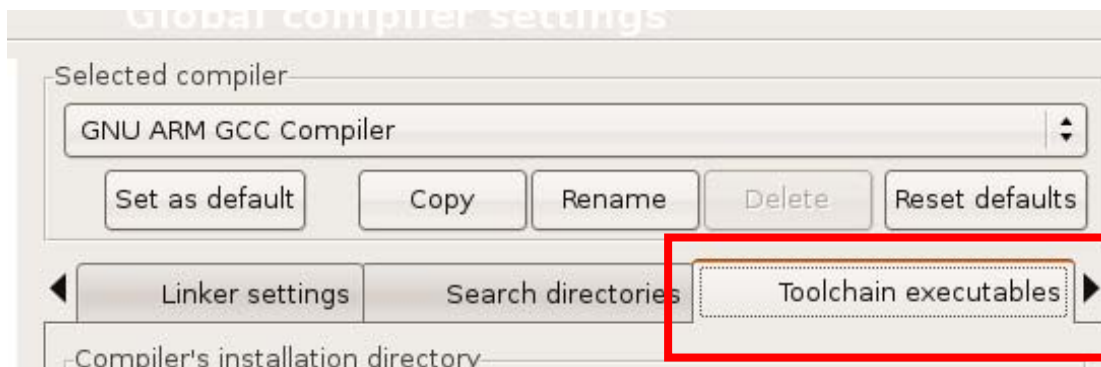 Global compiler settings
Selected compiler
GNU ARM GCC Compiler
Set as default Copy Rename Delete Reset defaults
Linker settings Search directories Toolchain executables
Compiler's installation directory